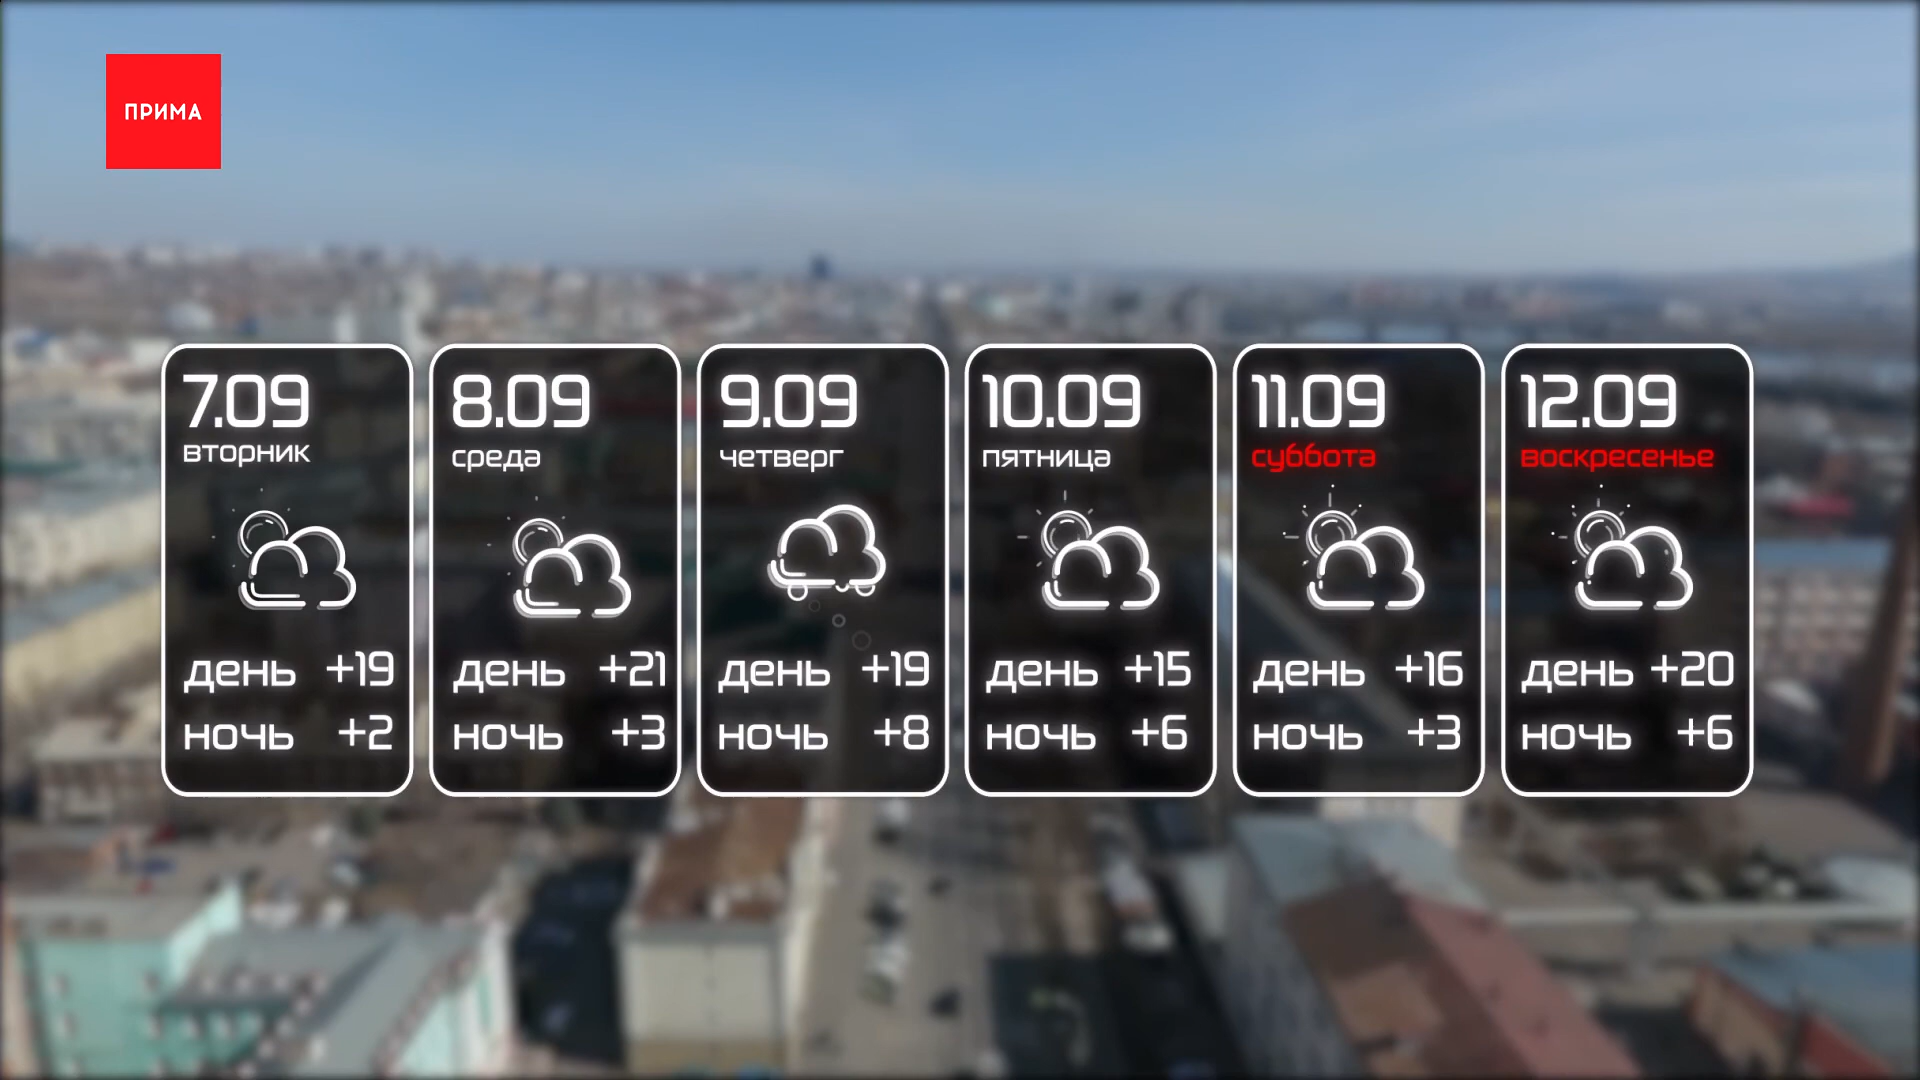 ПРИМА
7.09
вторник
день +19
ночь +2
8.09
среда
день +21
ночь +3
9.09
четверг
день +19
ночь +8
10.09
пятница
день +15
ночь +6
11.09
суббота
день +16
ночь +3
12.09
воскресенье
день +20
ночь +6